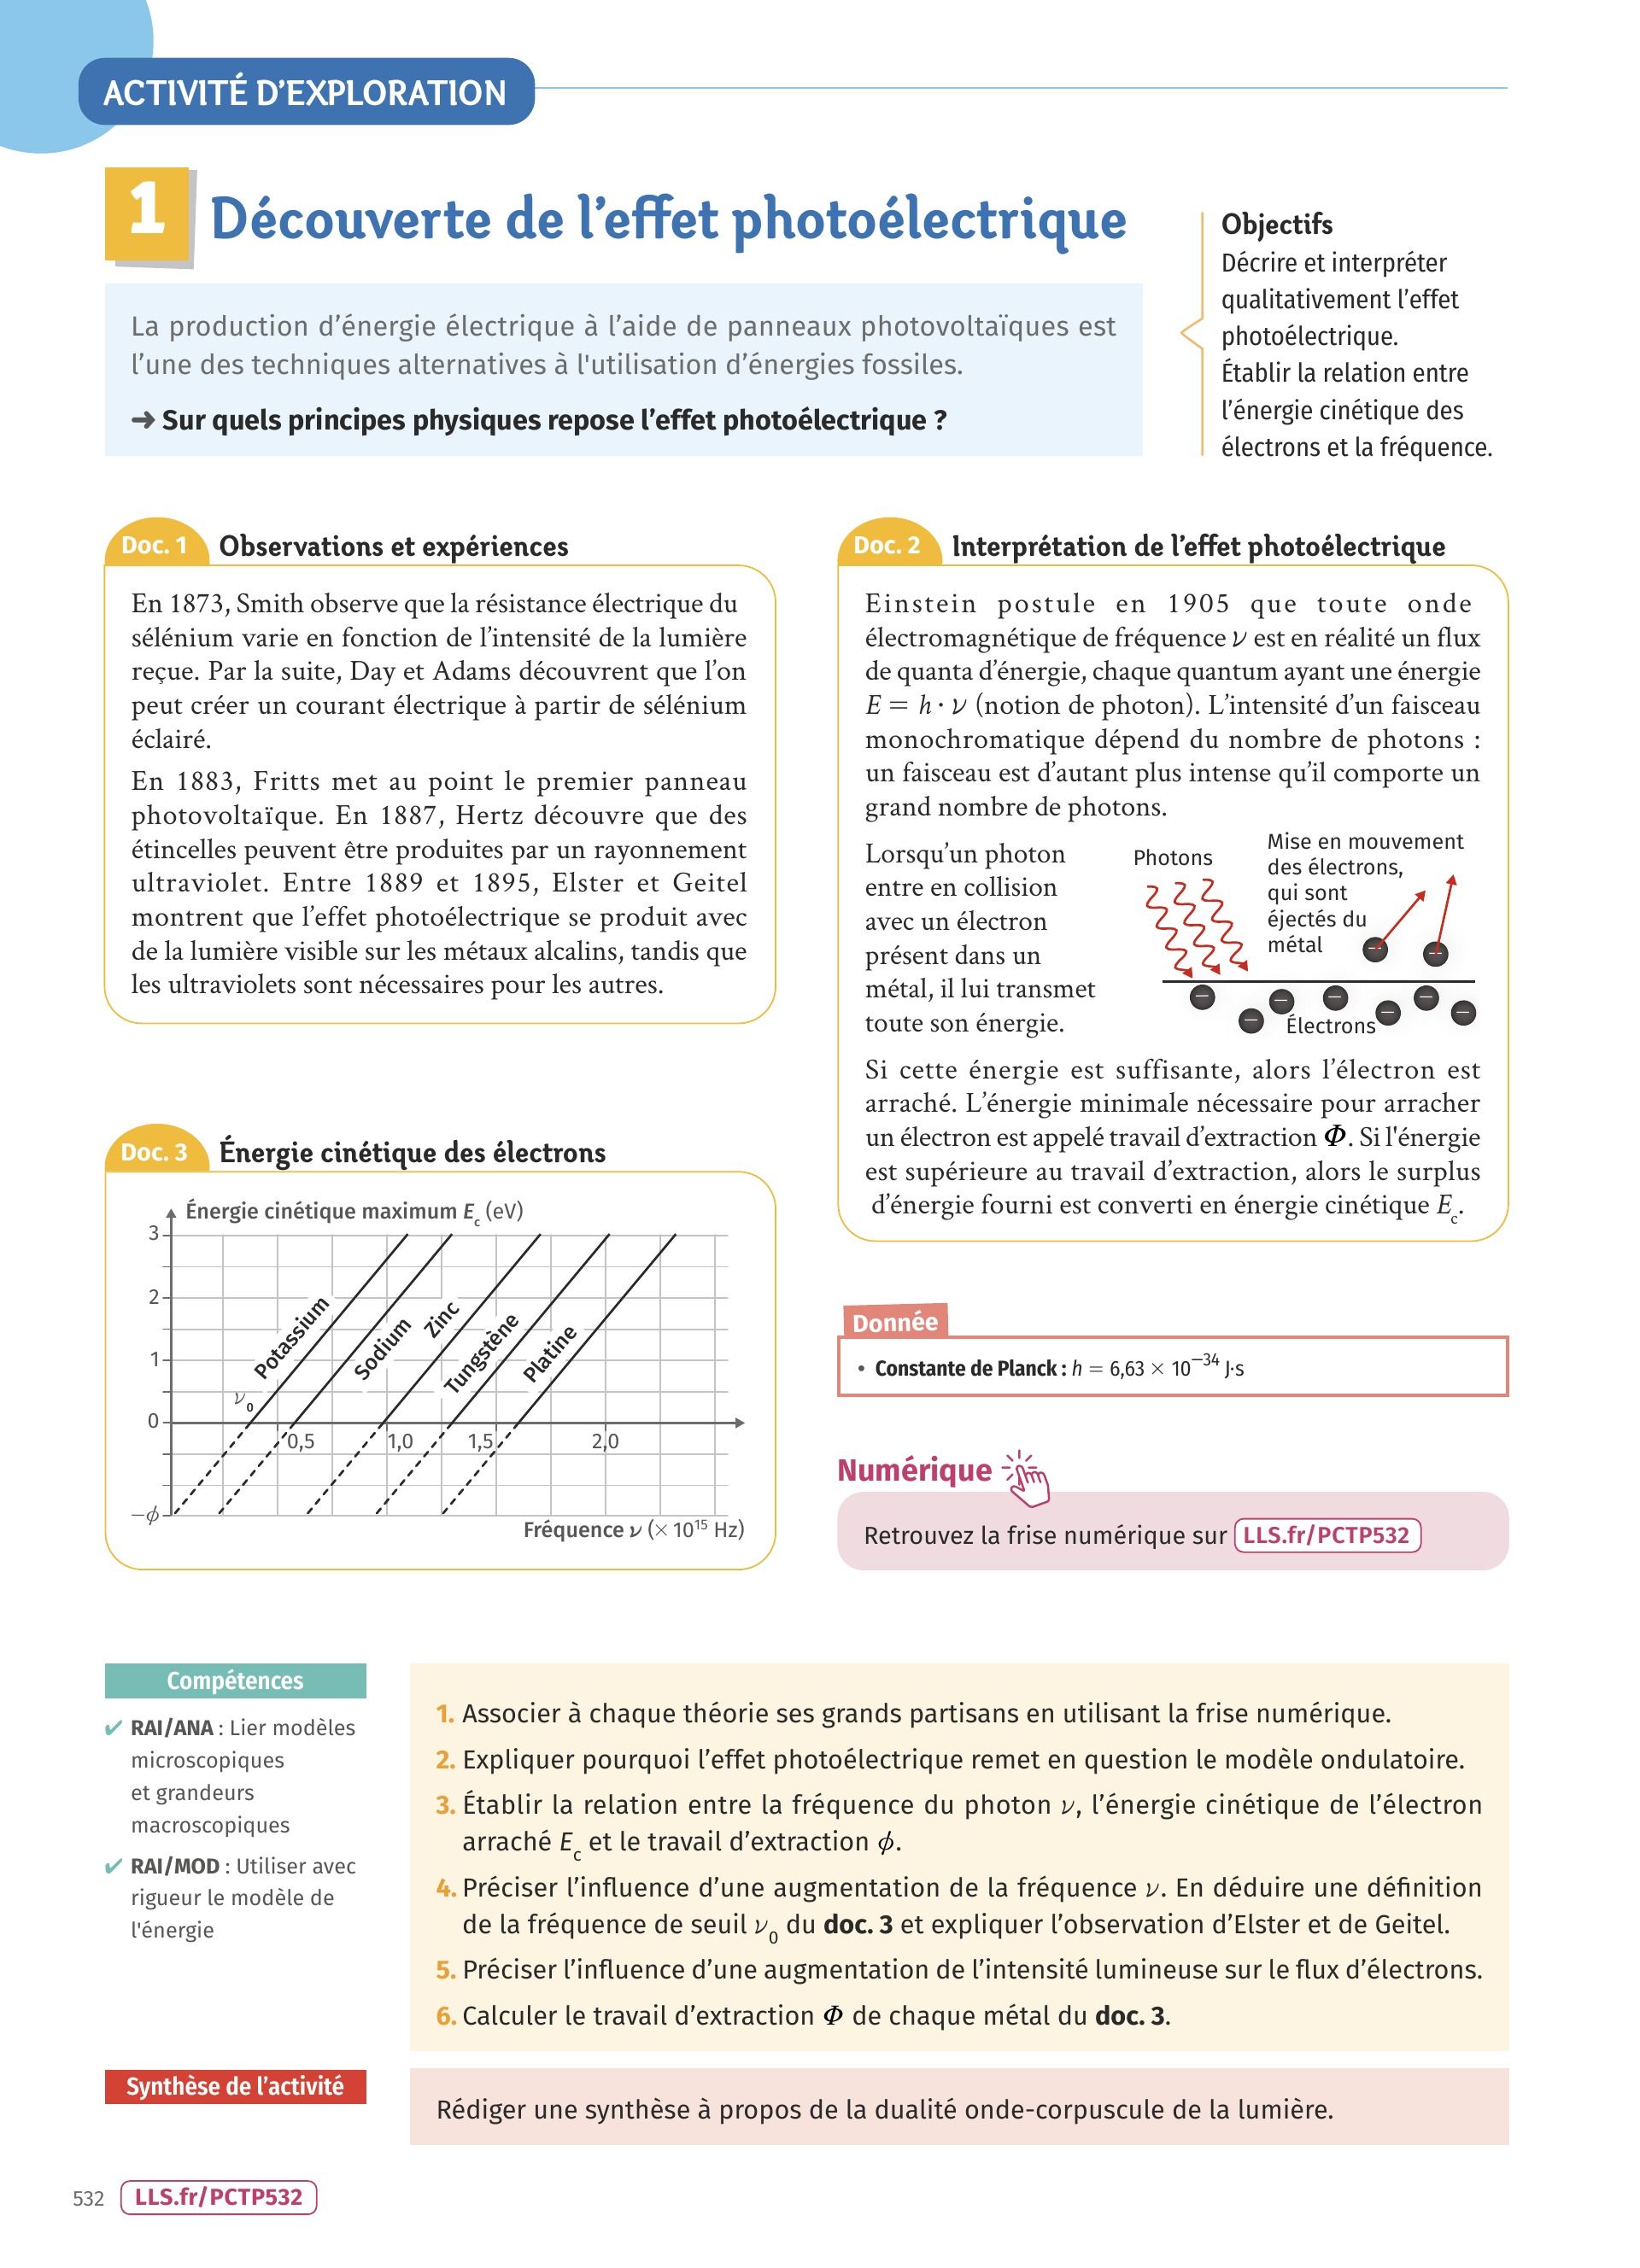 ACTIVITÉ D'EXPLORATION
1 Découverte de l'effet photoélectrique
La production d'énergie électrique à l'aide de panneaux photovoltaïques est
l'une des techniques alternatives à l'utilisation d'énergies fossiles.
➜ Sur quels principes physiques repose l'effet photoélectrique ?
Objectifs
Décrire et interpréter
qualitativement l'effet
photoélectrique.
Établir la relation entre
l'énergie cinétique des
électrons et la fréquence.
Doc. 1 Observations et expériences
En 1873, Smith observe que la résistance électrique du
sélénium varie en fonction de l'intensité de la lumière
reçue. Par la suite, Day et Adams découvrent que l'on
peut créer un courant électrique à partir de sélénium
éclairé.
En 1883, Fritts met au point le premier panneau
photovoltaïque. En 1887, Hertz découvre que des
étincelles peuvent être produites par un rayonnement
ultraviolet. Entre 1889 et 1895, Elster et Geitel
montrent que l'effet photoélectrique se produit avec
de la lumière visible sur les métaux alcalins, tandis que
les ultraviolets sont nécessaires pour les autres.
Doc. 2 Interprétation de l'effet photoélectrique
Einstein postule en 1905 que toute onde
électromagnétique de fréquence ν est en réalité un flux
de quanta d'énergie, chaque quantum ayant une énergie
E = h · ν (notion de photon). L'intensité d'un faisceau
monochromatique dépend du nombre de photons :
un faisceau est d'autant plus intense qu'il comporte un
grand nombre de photons.
Lorsqu'un photon
entre en collision
avec un électron
présent dans un
métal, il lui transmet
toute son énergie.
Photons
Mise en mouvement
des électrons,
qui sont
éjectés du
métal
Électrons
Si cette énergie est suffisante, alors l'électron est
arraché. L'énergie minimale nécessaire pour arracher
un électron est appelé travail d'extraction Φ. Si l'énergie
est supérieure au travail d'extraction, alors le surplus
d'énergie fourni est converti en énergie cinétique Ec.
Doc. 3 Énergie cinétique des électrons
Énergie cinétique maximum Ec (eV)
3
2
1
0
−ϕ
ν0
Potassium
Sodium
Zinc
Tungstène
Platine
0,5 1,0 1,5 2,0
Fréquence ν (× 10¹⁵ Hz)
Donnée
• Constante de Planck : h = 6,63 × 10⁻³⁴ J·s
Numérique
Retrouvez la frise numérique sur LLS.fr/PCTP532
Compétences
✔ RAI/ANA : Lier modèles
microscopiques
et grandeurs
macroscopiques
✔ RAI/MOD : Utiliser avec
rigueur le modèle de
l'énergie
1. Associer à chaque théorie ses grands partisans en utilisant la frise numérique.
2. Expliquer pourquoi l'effet photoélectrique remet en question le modèle ondulatoire.
3. Établir la relation entre la fréquence du photon ν, l'énergie cinétique de l'électron
arraché Ec et le travail d'extraction ϕ.
4. Préciser l'influence d'une augmentation de la fréquence ν. En déduire une définition
de la fréquence de seuil ν0 du doc. 3 et expliquer l'observation d'Elster et de Geitel.
5. Préciser l'influence d'une augmentation de l'intensité lumineuse sur le flux d'électrons.
6. Calculer le travail d'extraction Φ de chaque métal du doc. 3.
Synthèse de l'activité
Rédiger une synthèse à propos de la dualité onde-corpuscule de la lumière.
532 LLS.fr/PCTP532